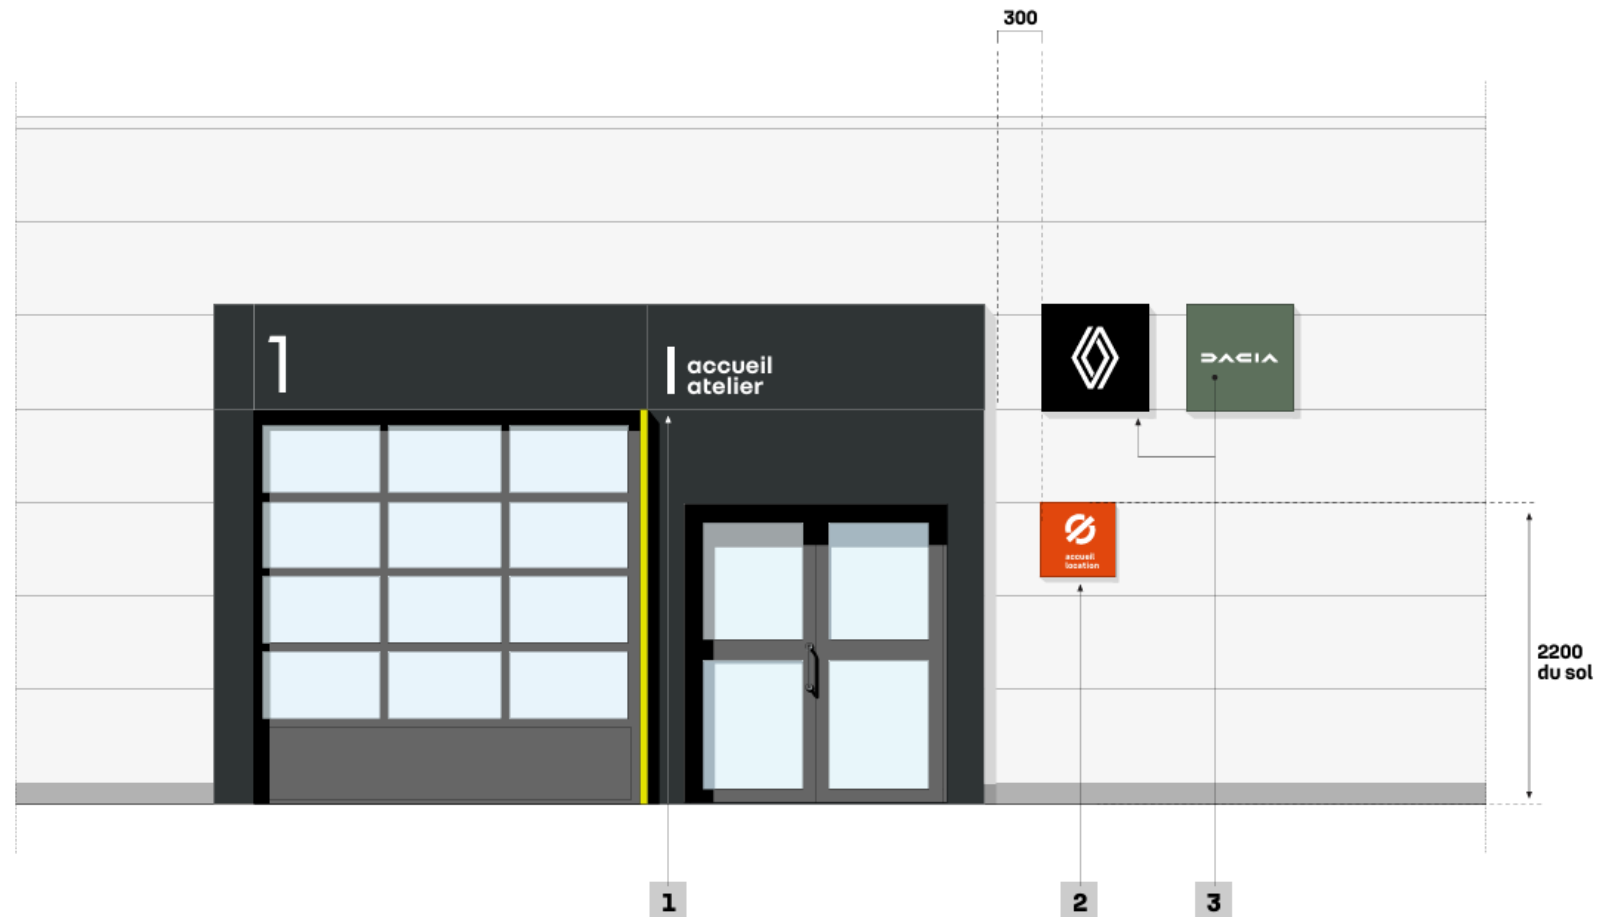 300
1
accueil
atelier
DACIA
accueil
location
2200
du sol
1
2
3